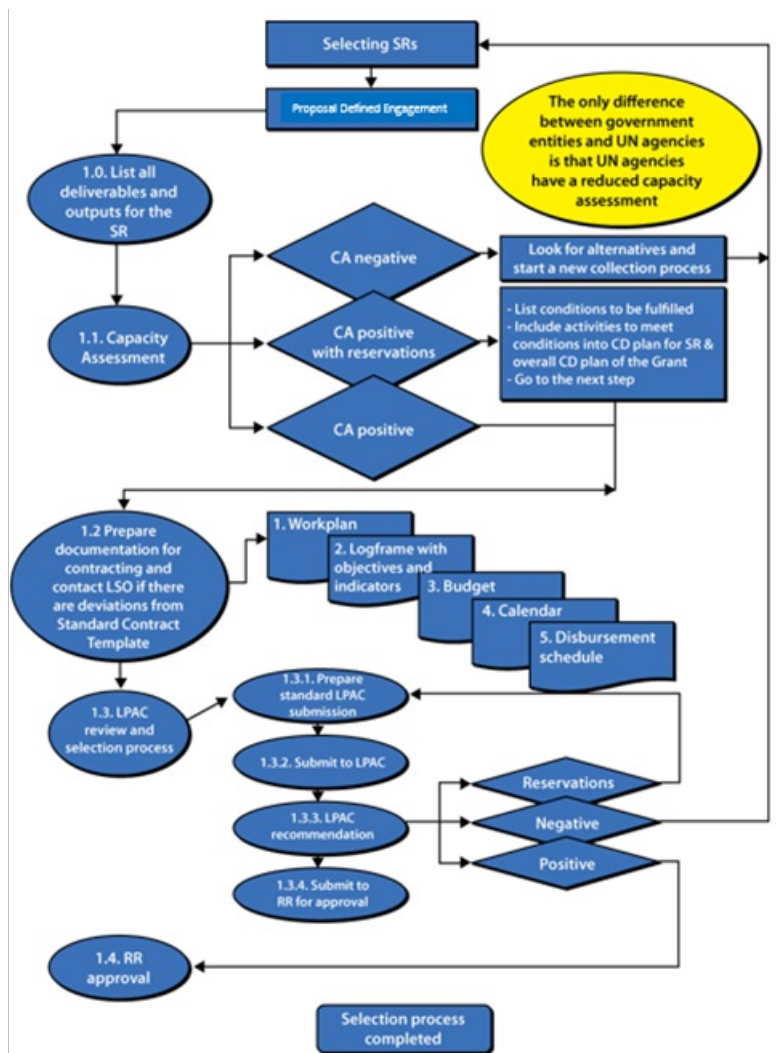 Selecting SRs
Proposal Defined Engagement
The only difference
between government
entities and UN agencies
is that UN agencies
have a reduced capacity
assessment
1.0. List all
deliverables and
outputs for the
SR
CA negative
Look for alternatives and
start a new collection process
1.1. Capacity
Assessment
CA positive
with reservations
- List conditions to be fulfilled
- Include activities to meet
conditions into CD plan for SR &
overall CD plan of the Grant
- Go to the next step
CA positive
1.2 Prepare
documentation for
contracting and
contact LSO if there
are deviations from
Standard Contract
Template
1. Workplan
2. Logframe with
objectives and
indicators
3. Budget
4. Calendar
5. Disbursement
schedule
1.3. LPAC
review and
selection process
1.3.1. Prepare
standard LPAC
submission
1.3.2. Submit to LPAC
1.3.3. LPAC
recommendation
Reservations
Negative
Positive
1.3.4. Submit to
RR for approval
1.4. RR
approval
Selection process
completed